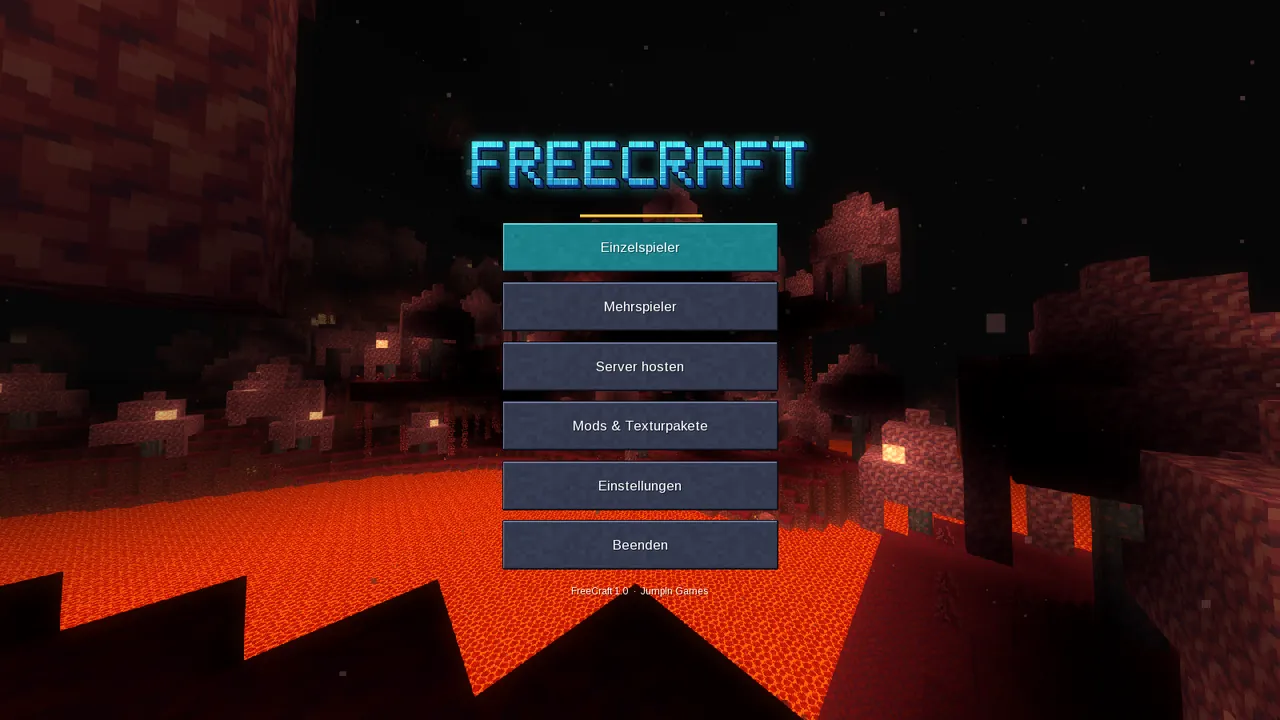 FREECRAFT
Einzelspieler
Mehrspieler
Server hosten
Mods & Texturpakete
Einstellungen
Beenden
FreeCraft 1.0 · JumpIn Games